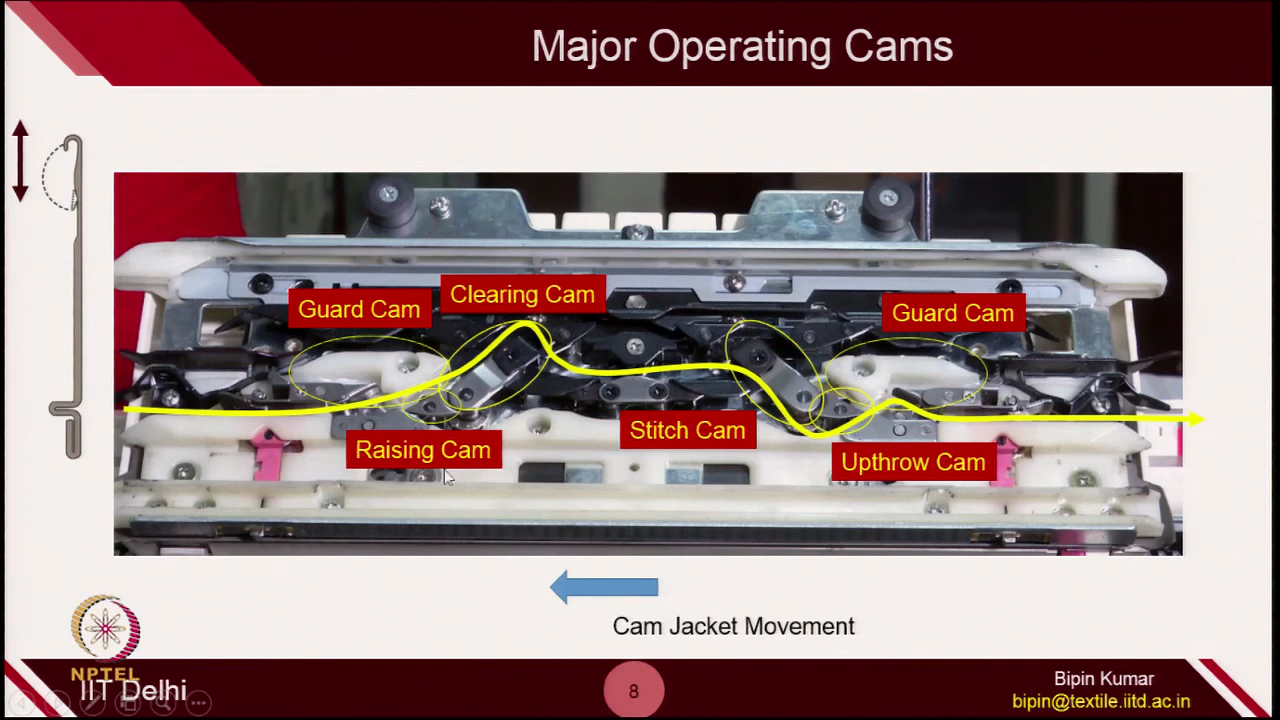 Major Operating Cams
Guard Cam
Clearing Cam
Guard Cam
Raising Cam
Stitch Cam
Upthrow Cam
Cam Jacket Movement
NPTEL
IIT Delhi
8
Bipin Kumar
bipin@textile.iitd.ac.in